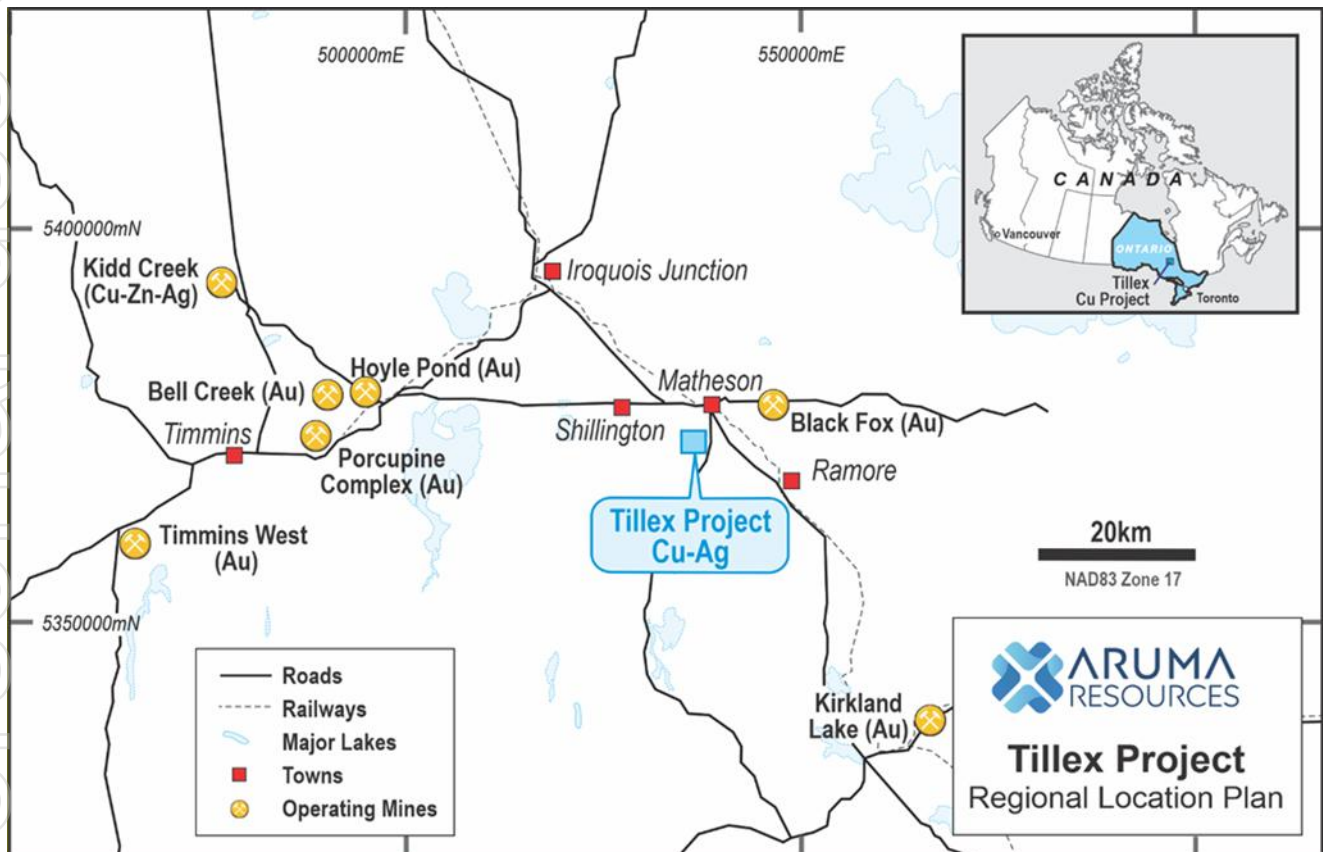 500000mE
550000mE
5400000mN
Kidd Creek
(Cu-Zn-Ag)
Iroquois Junction
Hoyle Pond (Au)
Bell Creek (Au)
Matheson
Shillington
Black Fox (Au)
Timmins
Porcupine
Complex (Au)
Ramore
Tillex Project
Cu-Ag
Timmins West
(Au)
20km
NAD83 Zone 17
5350000mN
Kirkland
Lake (Au)
CANADA
Vancouver
ONTARIO
Tillex
Cu Project
Toronto
Roads
Railways
Major Lakes
Towns
Operating Mines
ARUMA
RESOURCES
Tillex Project
Regional Location Plan